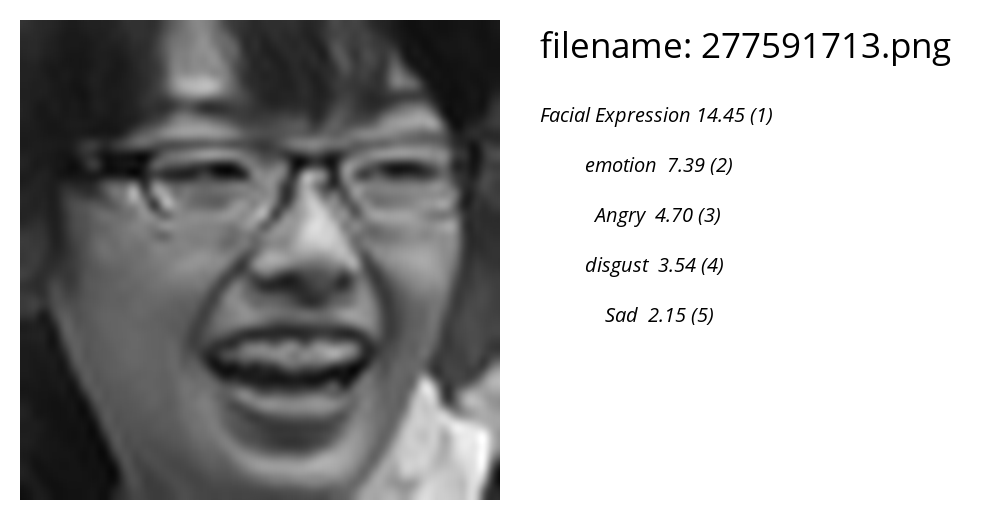 filename: 277591713.png
Facial Expression 14.45 (1)
emotion 7.39 (2)
Angry 4.70 (3)
disgust 3.54 (4)
Sad 2.15 (5)